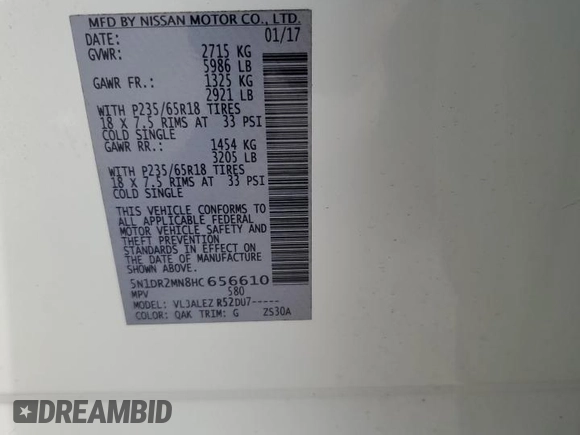 MFD BY NISSAN MOTOR CO., LTD.
DATE: 01/17
GVWR: 2715 KG
5986 LB
GAWR FR.: 1325 KG
2921 LB
WITH P235/65R18 TIRES
18 X 7.5 RIMS AT 33 PSI
COLD SINGLE
GAWR RR.: 1454 KG
3205 LB
WITH P235/65R18 TIRES
18 X 7.5 RIMS AT 33 PSI
COLD SINGLE
THIS VEHICLE CONFORMS TO
ALL APPLICABLE FEDERAL
MOTOR VEHICLE SAFETY AND
THEFT PREVENTION
STANDARDS IN EFFECT ON
THE DATE OF MANUFACTURE
SHOWN ABOVE.
5N1DR2MN8HC656610
MPV 580
MODEL: VLJALEZ R52DU7-----
COLOR: QAK TRIM: G ZS30A
DREAMBID